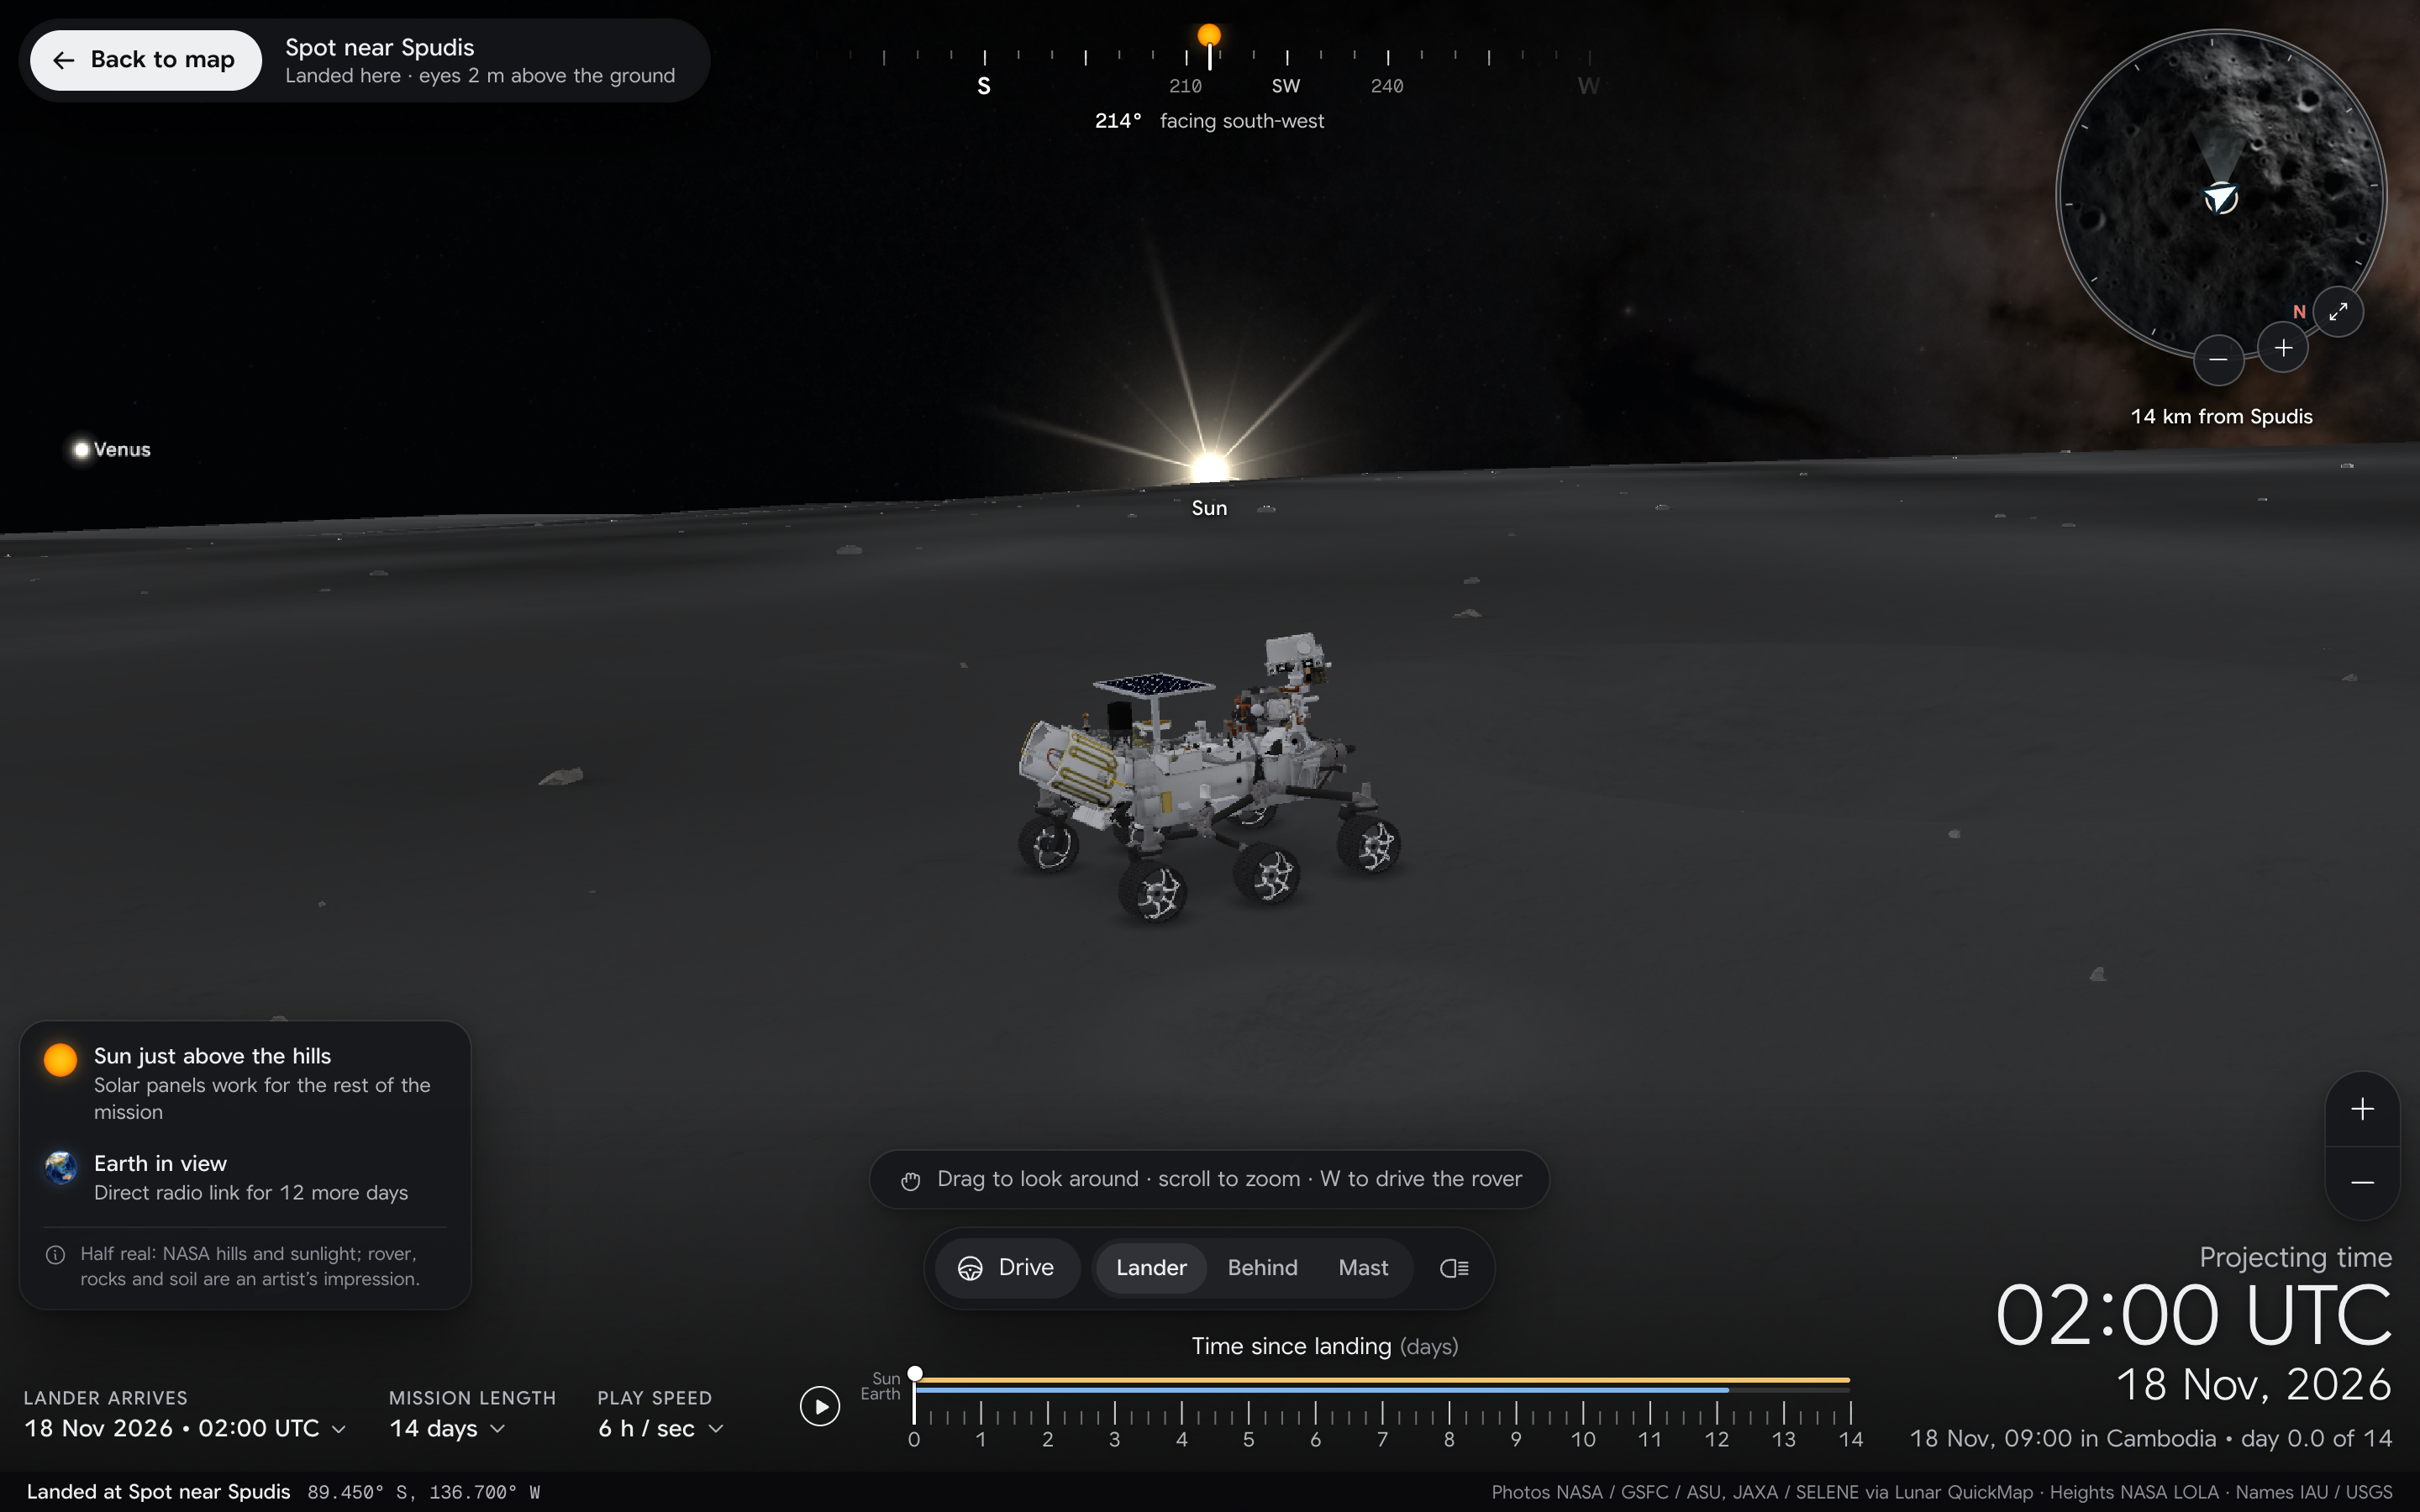 Back to map
Spot near Spudis
Landed here · eyes 2 m above the ground
S
210
SW
240
W
214° facing south-west
N
14 km from Spudis
Venus
Sun
Sun just above the hills
Solar panels work for the rest of the
mission
Earth in view
Direct radio link for 12 more days
Half real: NASA hills and sunlight; rover,
rocks and soil are an artist's impression.
Drag to look around · scroll to zoom · W to drive the rover
Drive
Lander
Behind
Mast
Projecting time
02:00 UTC
18 Nov, 2026
18 Nov, 09:00 in Cambodia • day 0.0 of 14
LANDER ARRIVES
18 Nov 2026 • 02:00 UTC
MISSION LENGTH
14 days
PLAY SPEED
6 h / sec
Time since landing (days)
Sun
Earth
0 1 2 3 4 5 6 7 8 9 10 11 12 13 14
Landed at Spot near Spudis 89.450° S, 136.700° W
Photos NASA / GSFC / ASU, JAXA / SELENE via Lunar QuickMap · Heights NASA LOLA · Names IAU / USGS